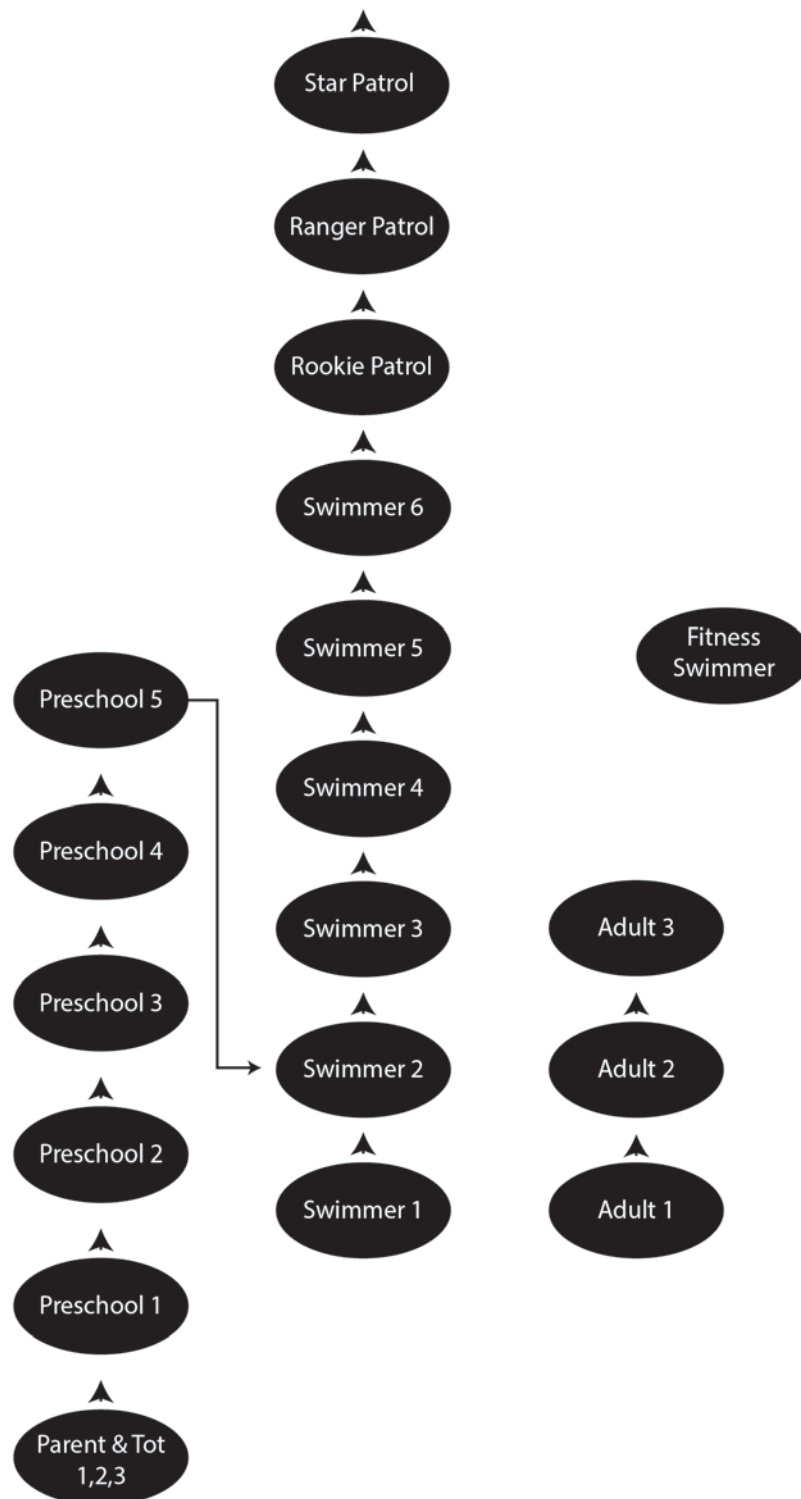 Star Patrol
Ranger Patrol
Rookie Patrol
Swimmer 6
Swimmer 5
Fitness
Swimmer
Preschool 5
Swimmer 4
Preschool 4
Swimmer 3
Adult 3
Preschool 3
Swimmer 2
Adult 2
Preschool 2
Swimmer 1
Adult 1
Preschool 1
Parent & Tot
1,2,3